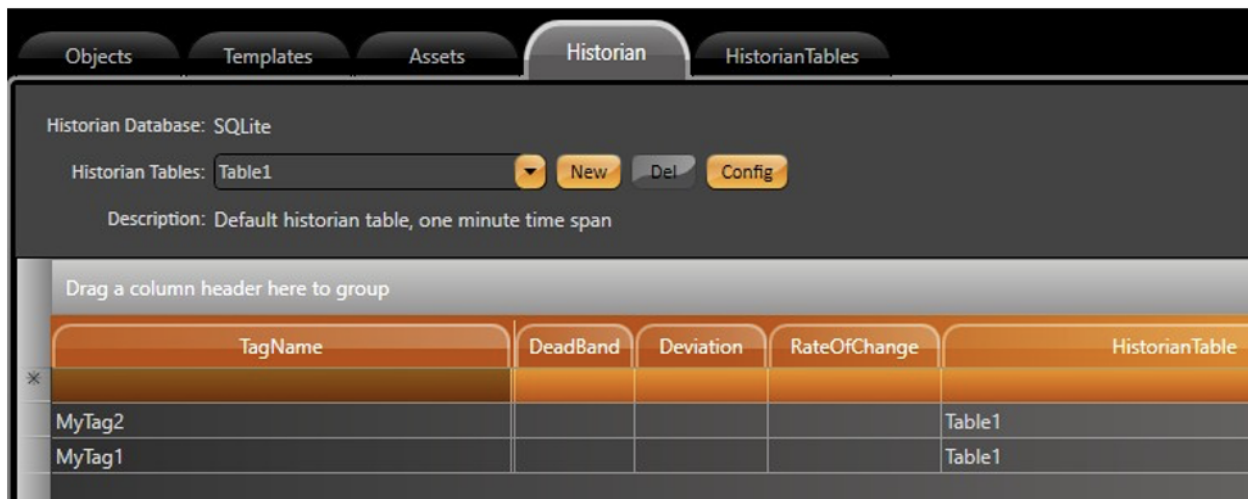 Objects Templates Assets Historian HistorianTables
Historian Database: SQLite
Historian Tables: Table1 New Del Config
Description: Default historian table, one minute time span
Drag a column header here to group
TagName DeadBand Deviation RateOfChange HistorianTable
MyTag2 Table1
MyTag1 Table1